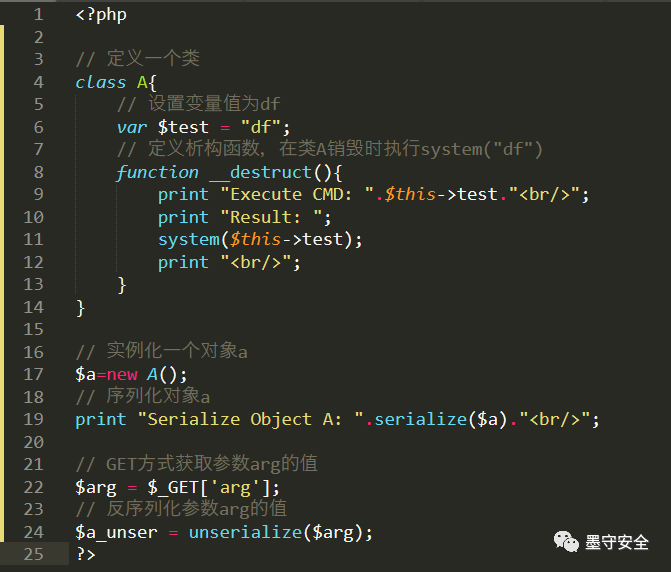 1 <?php
2
3 // 定义一个类
4 class A{
5 // 设置变量值为df
6 var $test = "df";
7 // 定义析构函数，在类A销毁时执行system("df")
8 function __destruct(){
9 print "Execute CMD: ".$this->test."<br/>";
10 print "Result: ";
11 system($this->test);
12 print "<br/>";
13 }
14 }
15
16 // 实例化一个对象a
17 $a=new A();
18 // 序列化对象a
19 print "Serialize Object A: ".serialize($a)."<br/>";
20
21 // GET方式获取参数arg的值
22 $arg = $_GET['arg'];
23 // 反序列化参数arg的值
24 $a_unser = unserialize($arg);
25 ?>
墨守安全